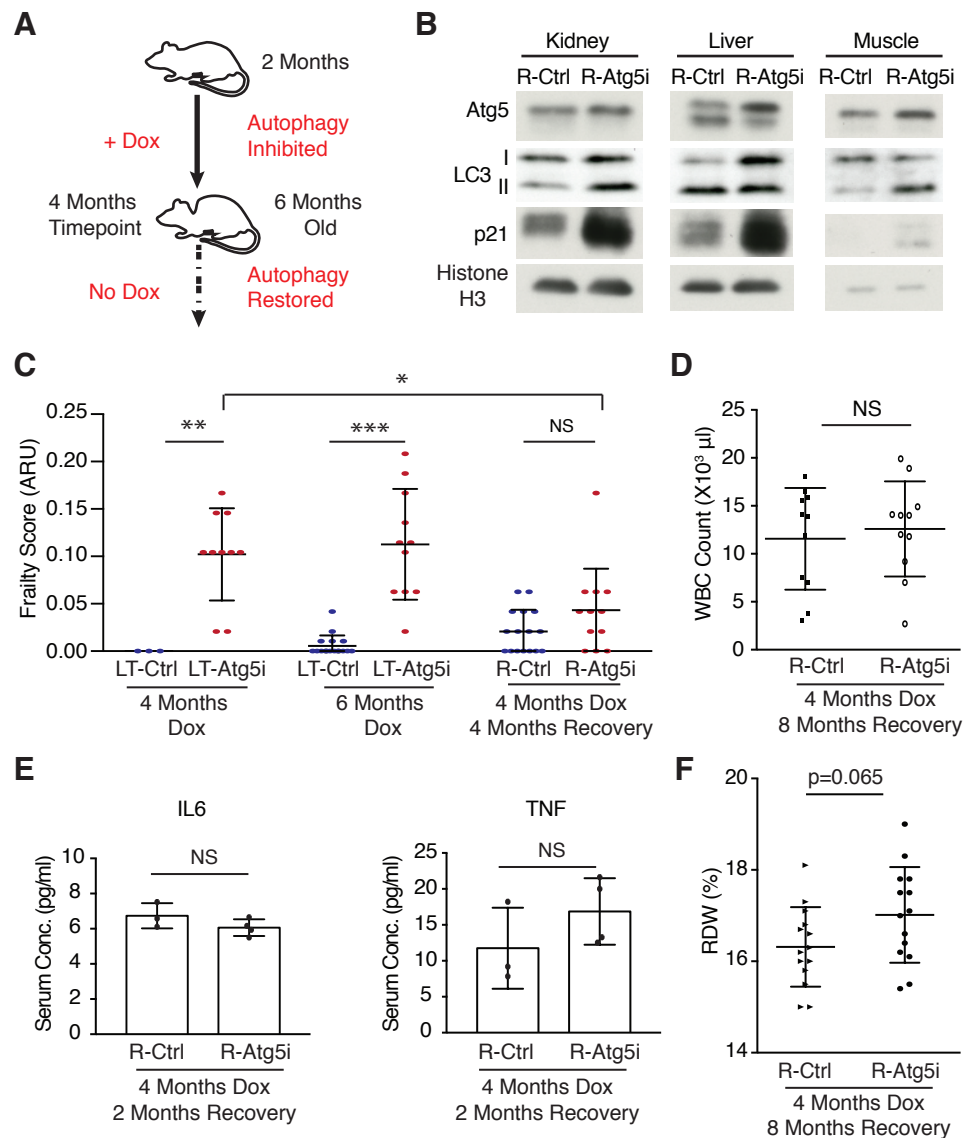 A
2 Months
+ Dox
Autophagy
Inhibited
4 Months
Timepoint
6 Months
Old
No Dox
Autophagy
Restored
B
Kidney Liver Muscle
R-Ctrl R-Atg5i R-Ctrl R-Atg5i R-Ctrl R-Atg5i
Atg5
I
LC3
II
p21
Histone
H3
C
*
** *** NS
Frailty Score (ARU)
0.25
0.20
0.15
0.10
0.05
0.00
LT-Ctrl LT-Atg5i LT-Ctrl LT-Atg5i R-Ctrl R-Atg5i
4 Months
Dox
6 Months
Dox
4 Months Dox
4 Months Recovery
D
NS
WBC Count (X10³ µl)
25
20
15
10
5
0
R-Ctrl R-Atg5i
4 Months Dox
8 Months Recovery
E
IL6
NS
Serum Conc. (pg/ml)
10
8
6
4
2
0
R-Ctrl R-Atg5i
4 Months Dox
2 Months Recovery
TNF
NS
Serum Conc. (pg/ml)
25
20
15
10
5
0
R-Ctrl R-Atg5i
4 Months Dox
2 Months Recovery
F
p=0.065
RDW (%)
20
18
16
14
R-Ctrl R-Atg5i
4 Months Dox
8 Months Recovery